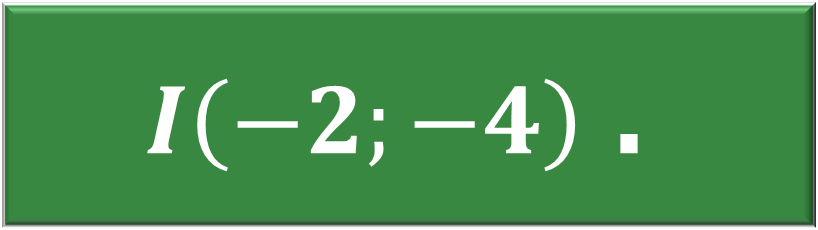 I(−2; −4) .